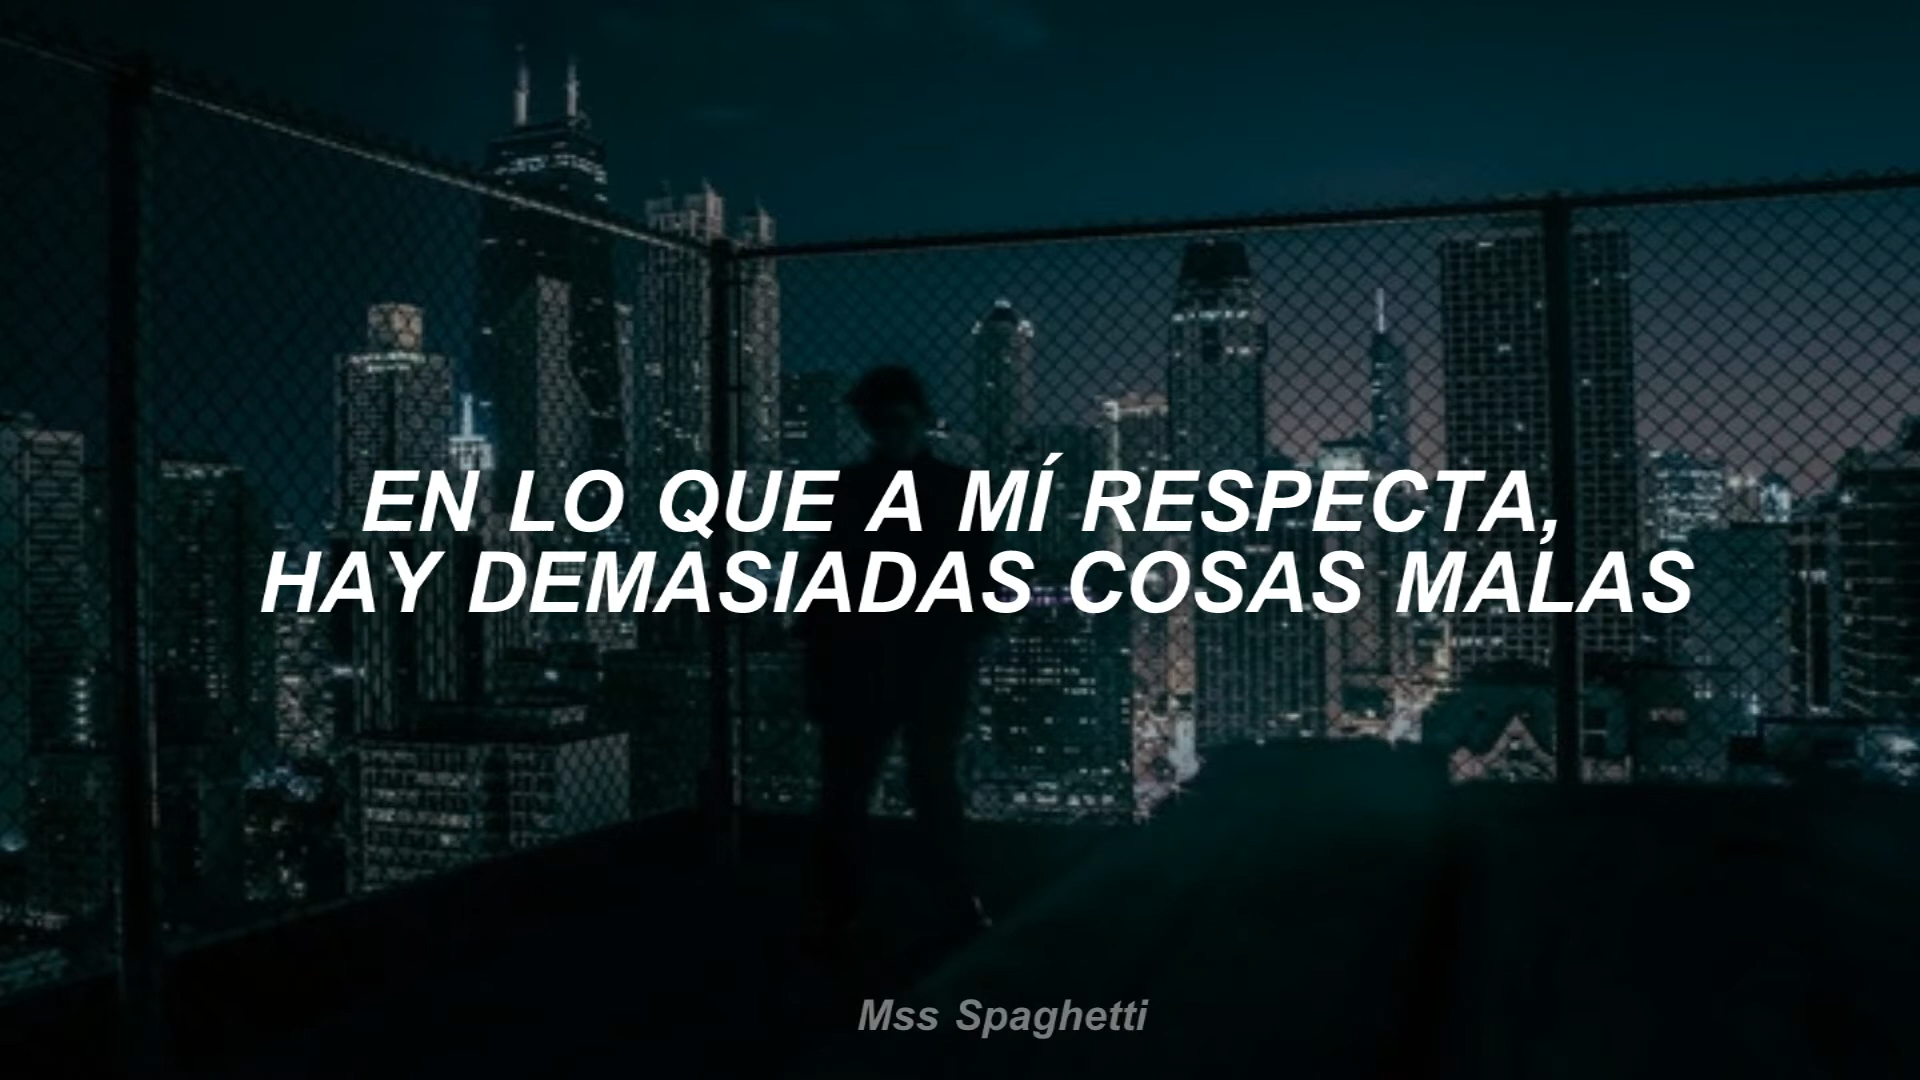 EN LO QUE A MÍ RESPECTA,
HAY DEMASIADAS COSAS MALAS
Mss Spaghetti